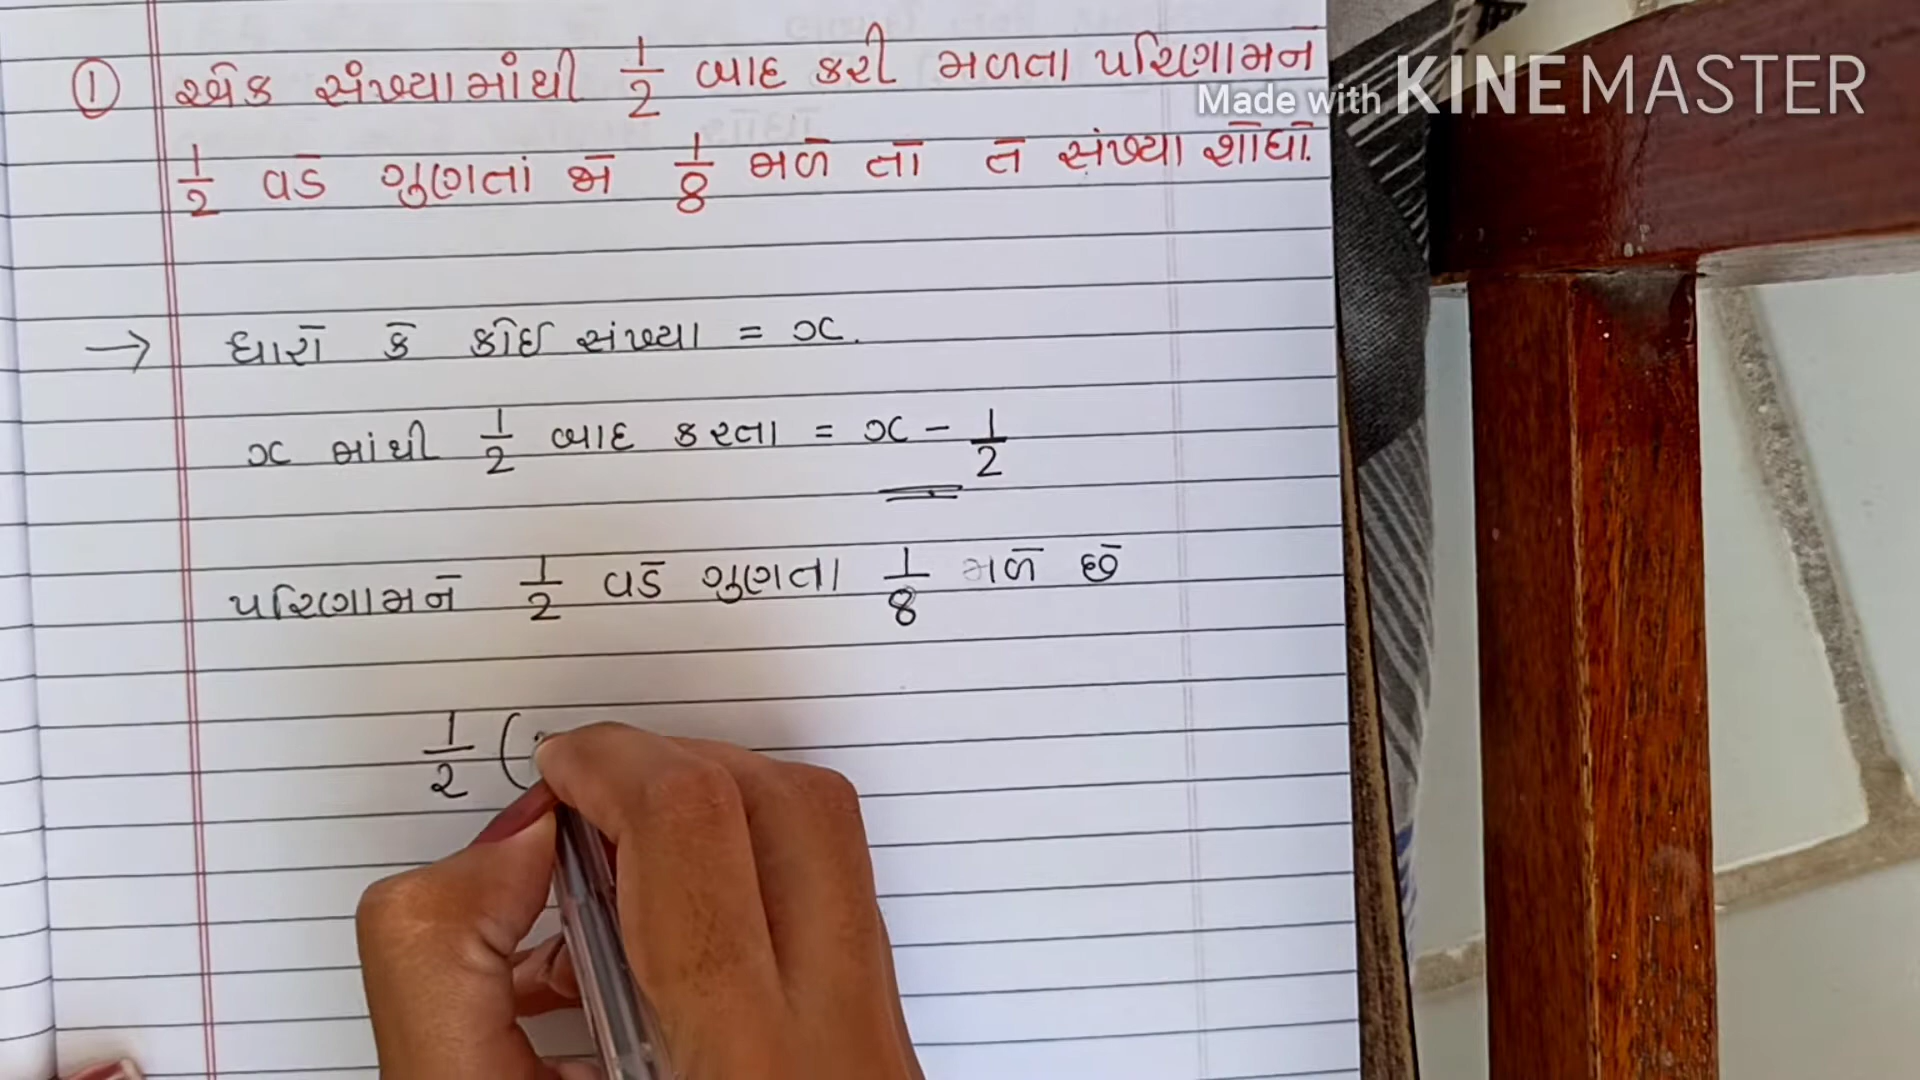 ① એક સંખ્યામાંથી 1/2 બાદ કરી મળતા પરિણામને
1/2 વડે ગુણતાં જો 1/8 મળે તો તે સંખ્યા શોધો.
Made with KINEMASTER
→ ધારો કે કોઈ સંખ્યા = x.
x માંથી 1/2 બાદ કરતા = x - 1/2
પરિણામને 1/2 વડે ગુણતા 1/8 મળે છે
1/2 (